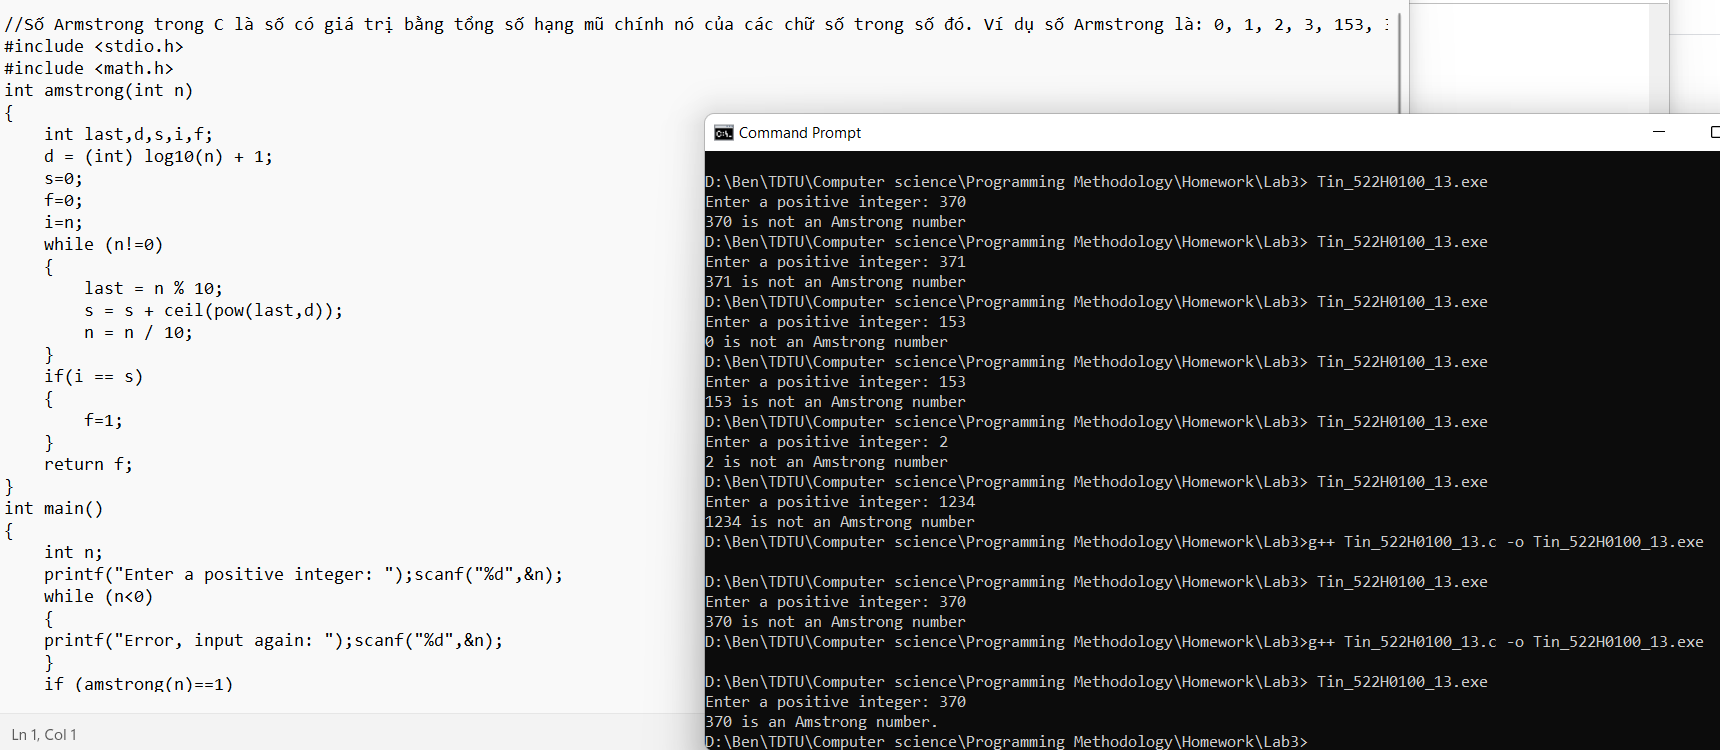 //Số Armstrong trong C là số có giá trị bằng tổng số hạng mũ chính nó của các chữ số trong số đó. Ví dụ số Armstrong là: 0, 1, 2, 3, 153,
#include <stdio.h>
#include <math.h>
int amstrong(int n)
{
    int last,d,s,i,f;
    d = (int) log10(n) + 1;
    s=0;
    f=0;
    i=n;
    while (n!=0)
    {
        last = n % 10;
        s = s + ceil(pow(last,d));
        n = n / 10;
    }
    if(i == s)
    {
        f=1;
    }
    return f;
}
int main()
{
    int n;
    printf("Enter a positive integer: ");scanf("%d",&n);
    while (n<0)
    {
    printf("Error, input again: ");scanf("%d",&n);
    }
    if (amstrong(n)==1)
Ln 1, Col 1
Command Prompt
D:\Ben\TDTU\Computer science\Programming Methodology\Homework\Lab3> Tin_522H0100_13.exe
Enter a positive integer: 370
370 is not an Amstrong number
D:\Ben\TDTU\Computer science\Programming Methodology\Homework\Lab3> Tin_522H0100_13.exe
Enter a positive integer: 371
371 is not an Amstrong number
D:\Ben\TDTU\Computer science\Programming Methodology\Homework\Lab3> Tin_522H0100_13.exe
Enter a positive integer: 153
0 is not an Amstrong number
D:\Ben\TDTU\Computer science\Programming Methodology\Homework\Lab3> Tin_522H0100_13.exe
Enter a positive integer: 153
153 is not an Amstrong number
D:\Ben\TDTU\Computer science\Programming Methodology\Homework\Lab3> Tin_522H0100_13.exe
Enter a positive integer: 2
2 is not an Amstrong number
D:\Ben\TDTU\Computer science\Programming Methodology\Homework\Lab3> Tin_522H0100_13.exe
Enter a positive integer: 1234
1234 is not an Amstrong number
D:\Ben\TDTU\Computer science\Programming Methodology\Homework\Lab3>g++ Tin_522H0100_13.c -o Tin_522H0100_13.exe
D:\Ben\TDTU\Computer science\Programming Methodology\Homework\Lab3> Tin_522H0100_13.exe
Enter a positive integer: 370
370 is not an Amstrong number
D:\Ben\TDTU\Computer science\Programming Methodology\Homework\Lab3>g++ Tin_522H0100_13.c -o Tin_522H0100_13.exe
D:\Ben\TDTU\Computer science\Programming Methodology\Homework\Lab3> Tin_522H0100_13.exe
Enter a positive integer: 370
370 is an Amstrong number.
D:\Ben\TDTU\Computer science\Programming Methodology\Homework\Lab3>